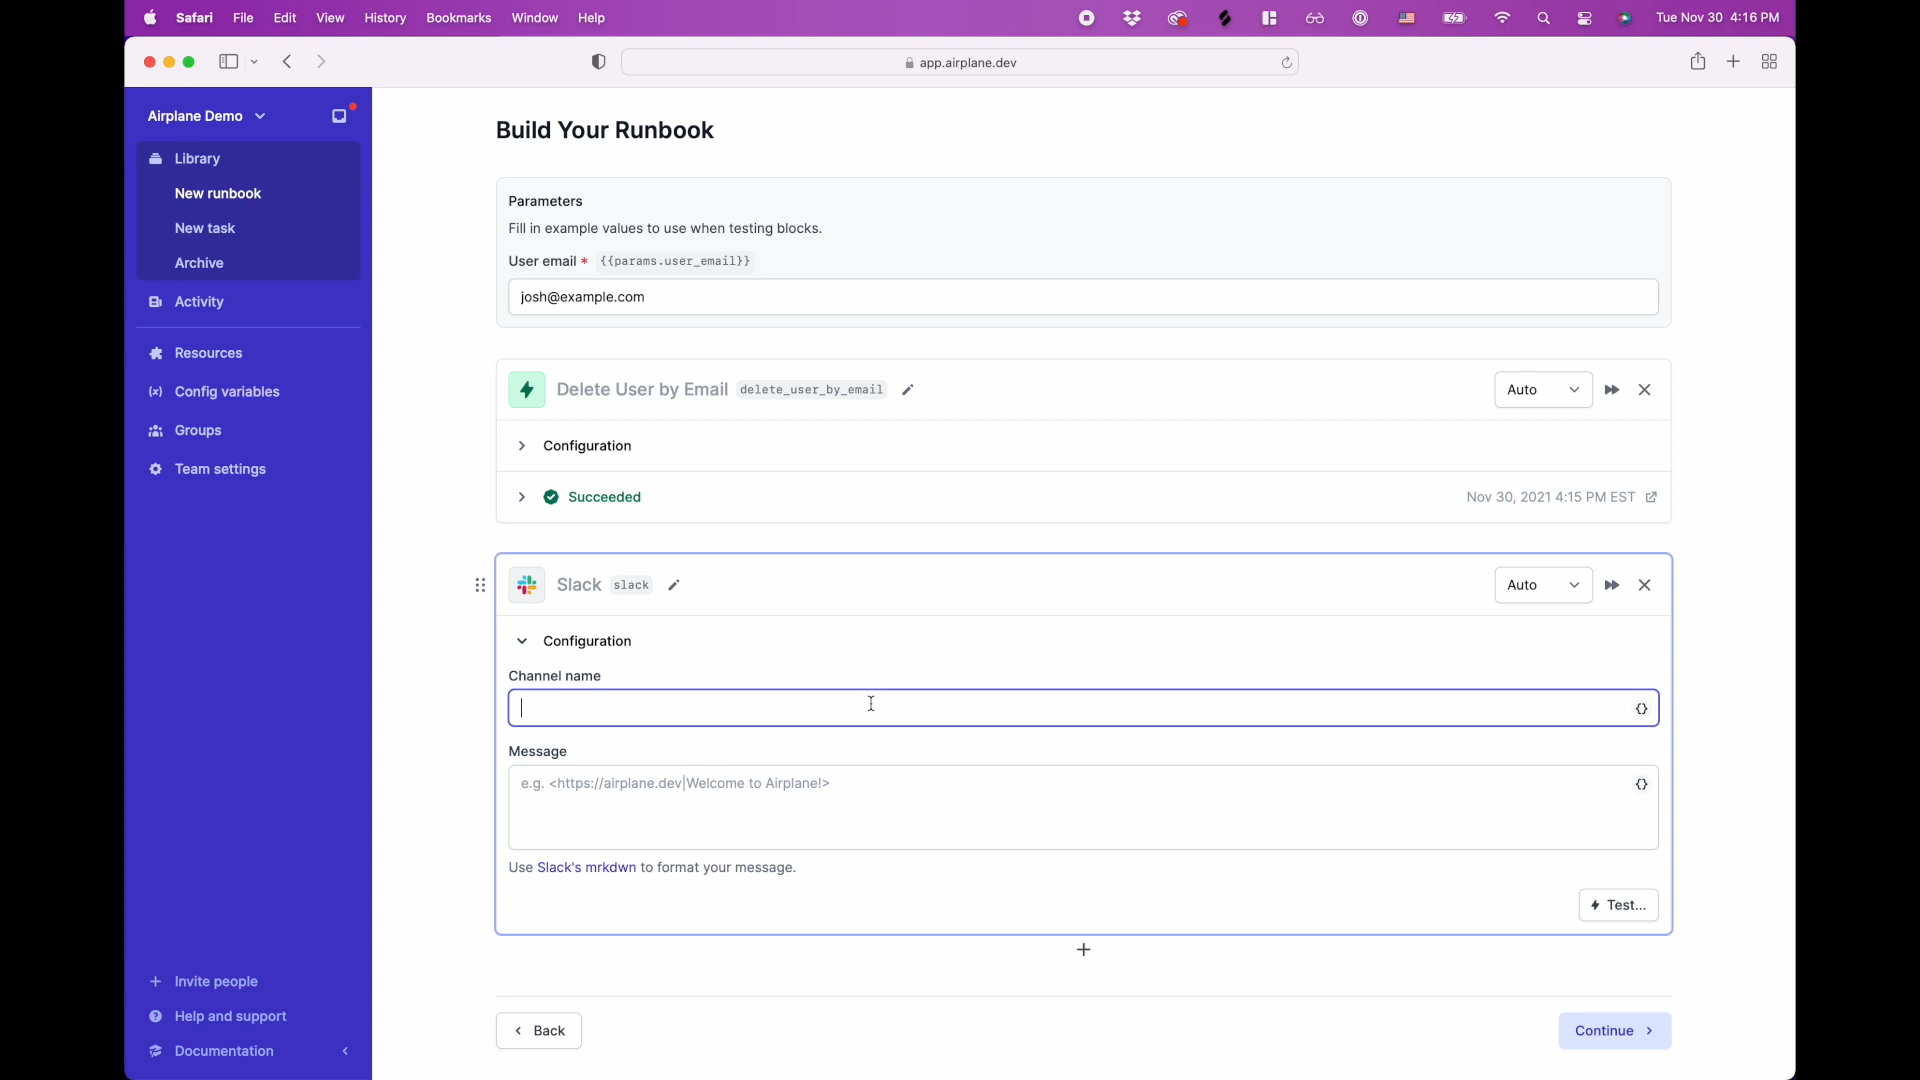 Safari File Edit View History Bookmarks Window Help Tue Nov 30 4:16 PM
app.airplane.dev
Airplane Demo
Library
New runbook
New task
Archive
Activity
Resources
Config variables
Groups
Team settings
Invite people
Help and support
Documentation
Build Your Runbook
Parameters
Fill in example values to use when testing blocks.
User email * {{params.user_email}}
josh@example.com
Delete User by Email delete_user_by_email Auto
Configuration
Succeeded Nov 30, 2021 4:15 PM EST
Slack slack Auto
Configuration
Channel name
{}
Message
e.g. <https://airplane.dev|Welcome to Airplane!> {}
Use Slack's mrkdwn to format your message.
Test...
Back Continue